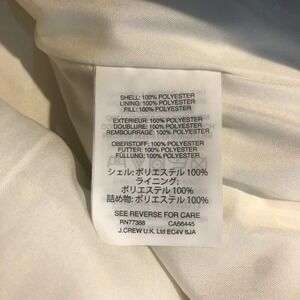 SHELL: 100% POLYESTER
LINING: 100% POLYESTER
FILL: 100% POLYESTER
EXTÉRIEUR: 100% POLYESTER
DOUBLURE: 100% POLYESTER
REMBOURRAGE: 100% POLYESTER
OBERSTOFF: 100% POLYESTER
FUTTER: 100% POLYESTER
FÜLLUNG: 100% POLYESTER
シェル: ポリエステル 100%
ライニング:
ポリエステル 100%
詰め物: ポリエステル 100%
SEE REVERSE FOR CARE
RN77388 CA56445
J.CREW U.K. Ltd EC4V 6JA